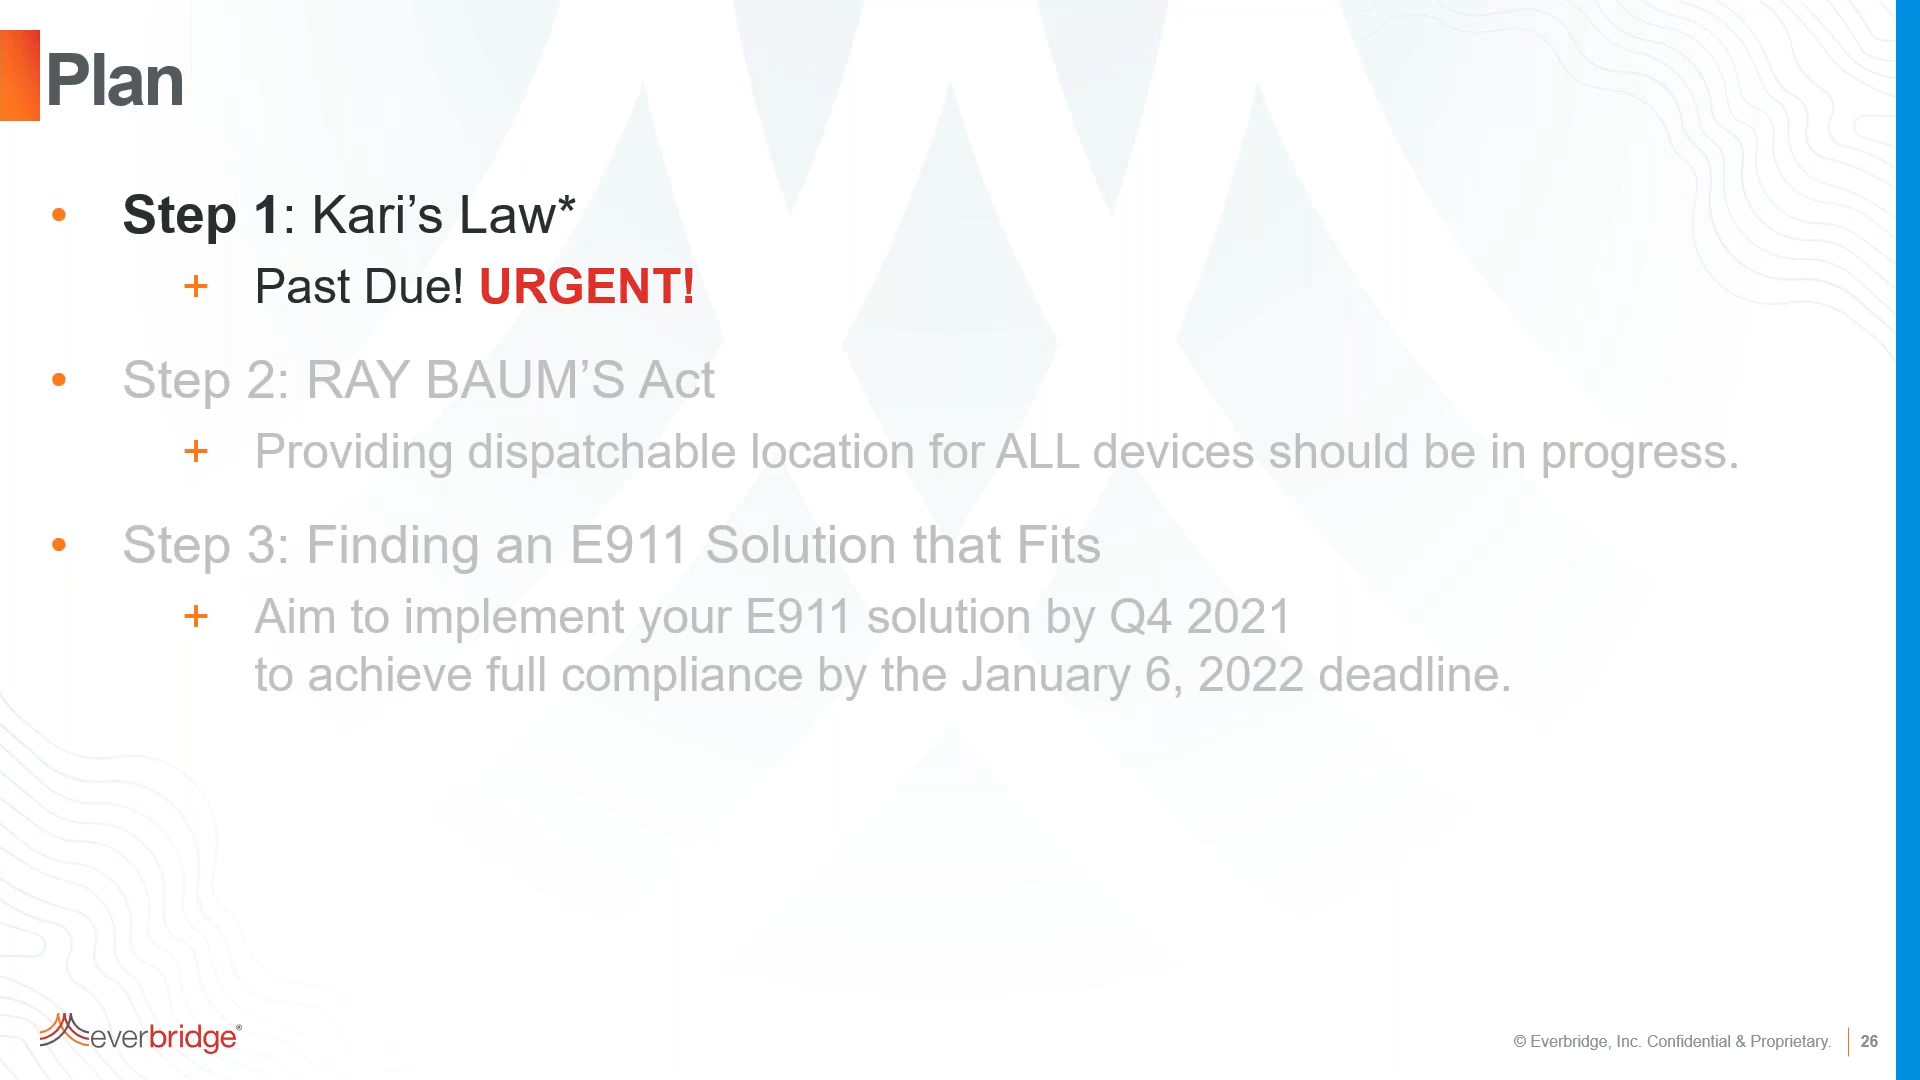 Plan
• Step 1: Kari’s Law*
+ Past Due! URGENT!
• Step 2: RAY BAUM’S Act
+ Providing dispatchable location for ALL devices should be in progress.
• Step 3: Finding an E911 Solution that Fits
+ Aim to implement your E911 solution by Q4 2021
to achieve full compliance by the January 6, 2022 deadline.
everbridge®
© Everbridge, Inc. Confidential & Proprietary. 26